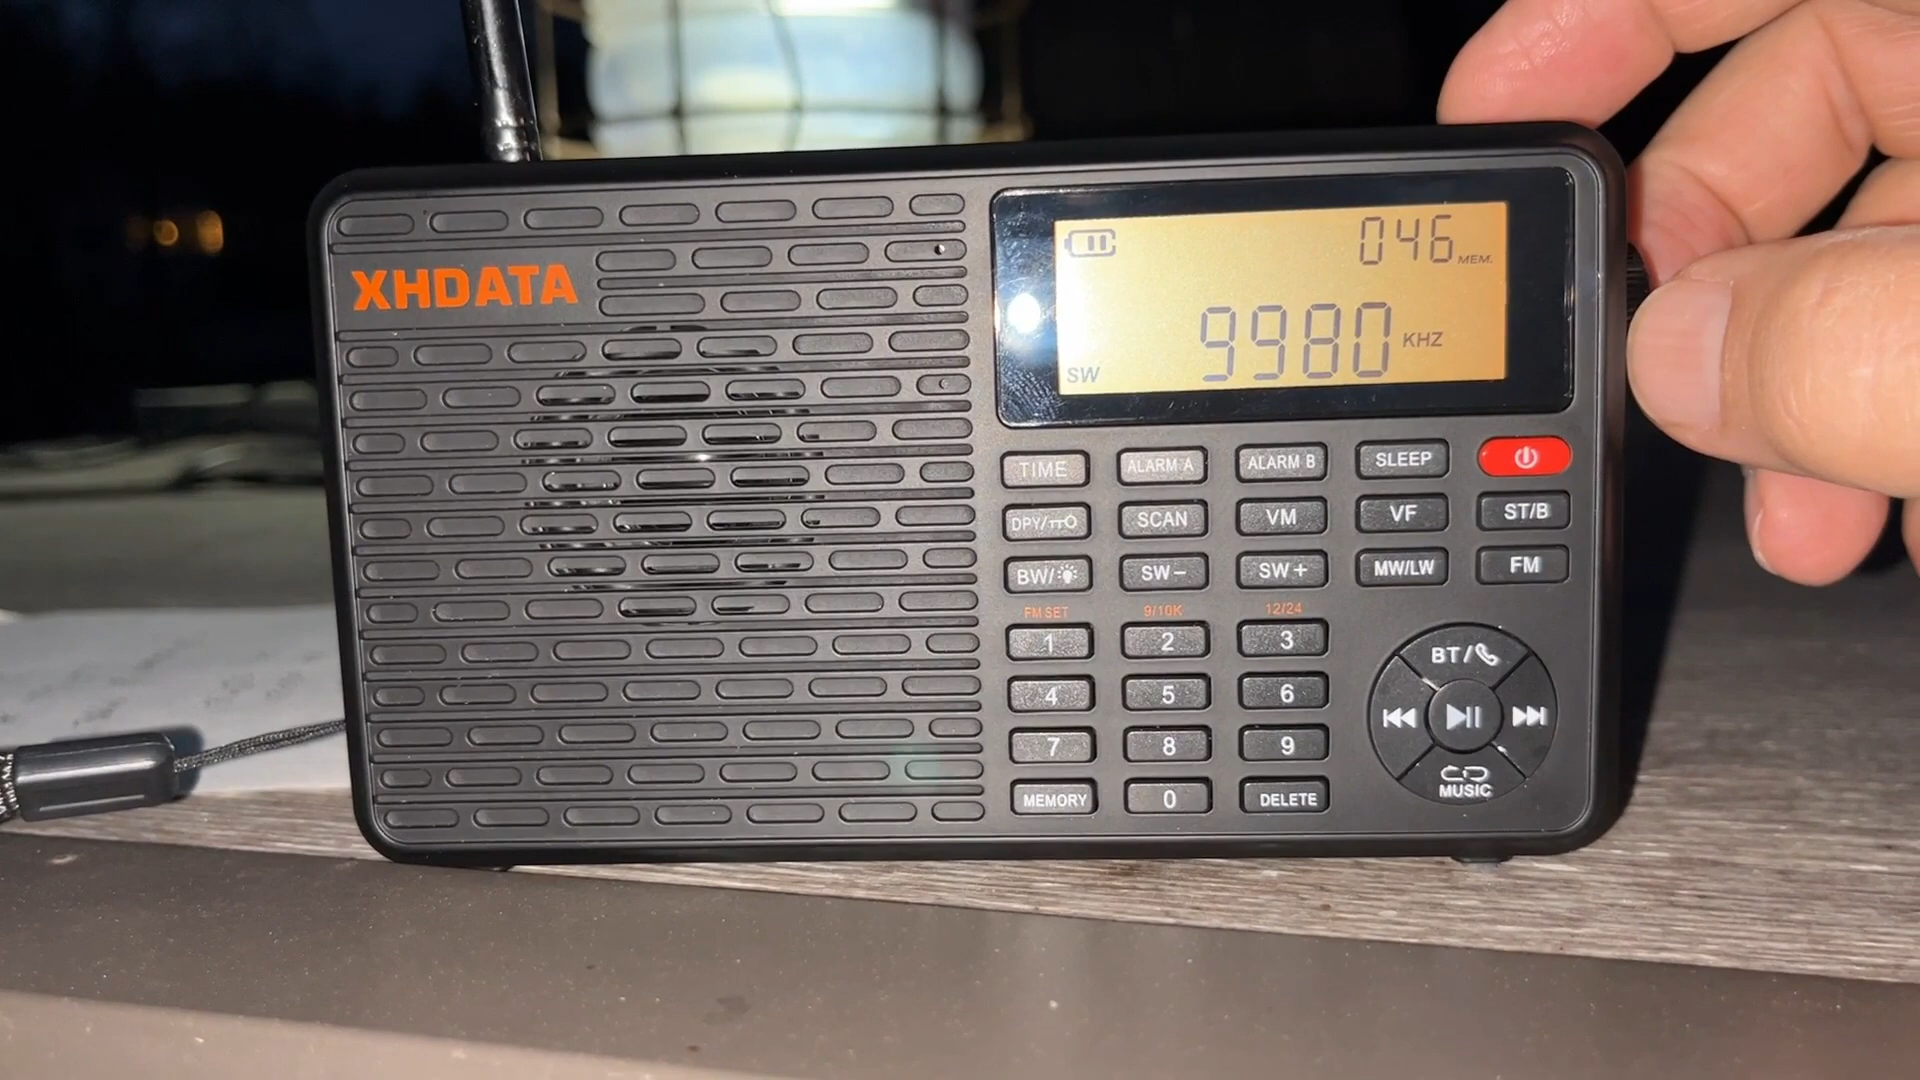 XHDATA
046 MEM.
9980 KHZ
SW
TIME ALARM A ALARM B SLEEP
DPY/ SCAN VM VF ST/B
BW/ SW- SW+ MW/LW FM
FM SET 9/10K 12/24
1 2 3
4 5 6
7 8 9
MEMORY 0 DELETE
BT/
MUSIC